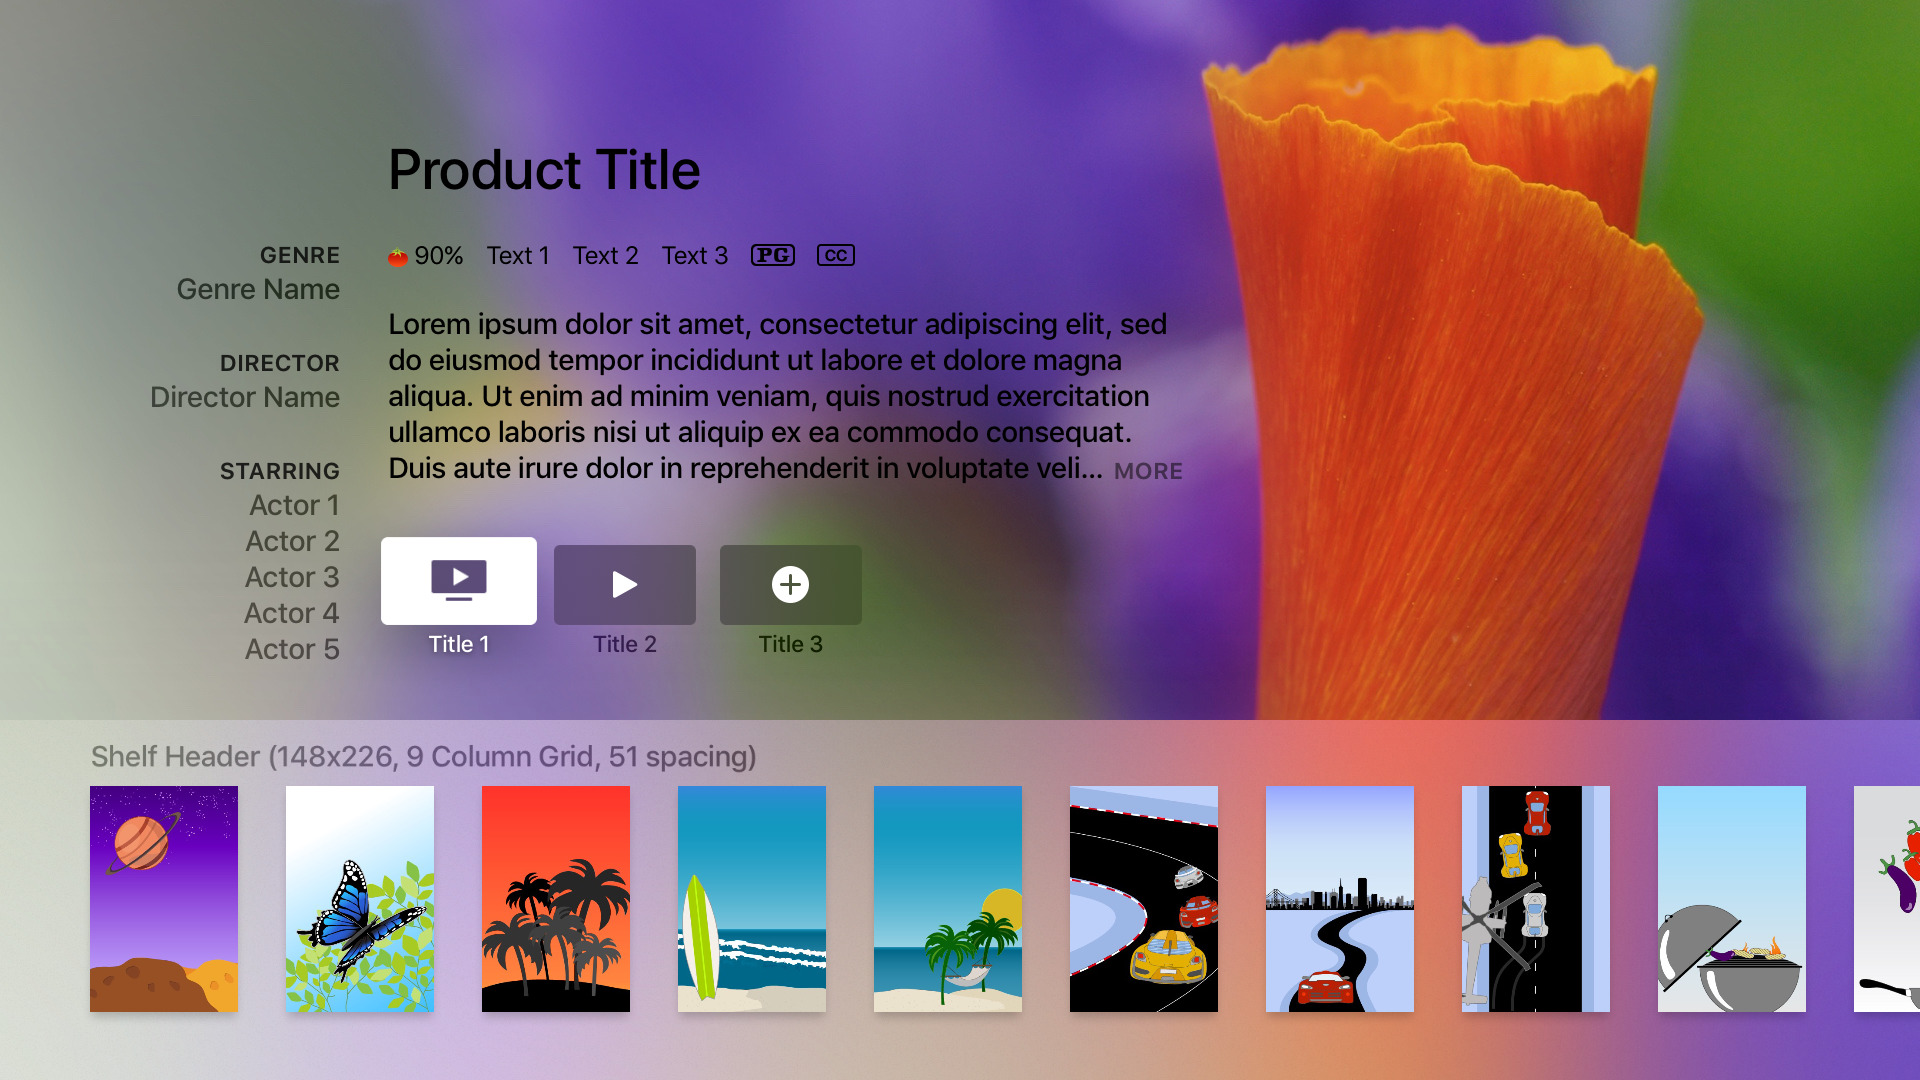 Product Title
GENRE
Genre Name
DIRECTOR
Director Name
STARRING
Actor 1
Actor 2
Actor 3
Actor 4
Actor 5
90% Text 1 Text 2 Text 3 PG CC
Lorem ipsum dolor sit amet, consectetur adipiscing elit, sed
do eiusmod tempor incididunt ut labore et dolore magna
aliqua. Ut enim ad minim veniam, quis nostrud exercitation
ullamco laboris nisi ut aliquip ex ea commodo consequat.
Duis aute irure dolor in reprehenderit in voluptate veli... MORE
Title 1 Title 2 Title 3
Shelf Header (148x226, 9 Column Grid, 51 spacing)